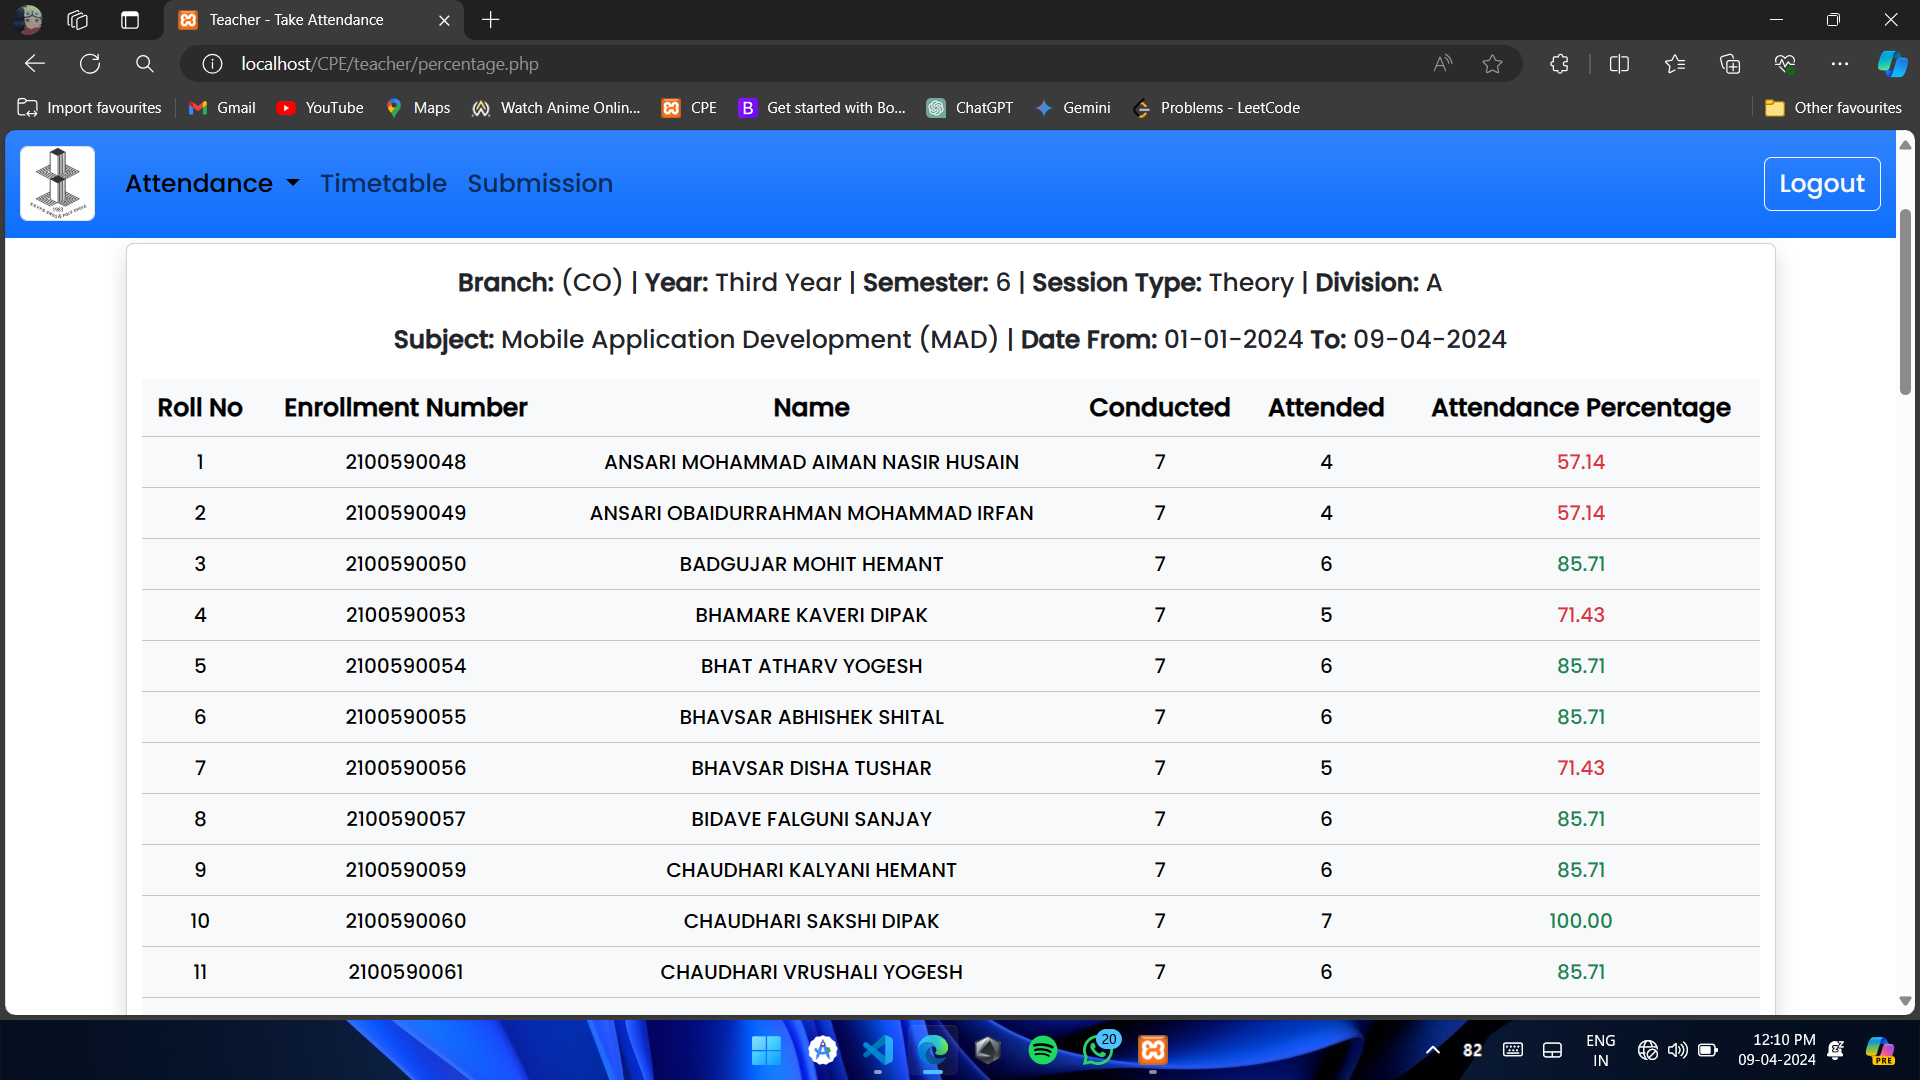 Teacher - Take Attendance
localhost/CPE/teacher/percentage.php
Import favourites Gmail YouTube Maps Watch Anime Onlin... CPE B Get started with Bo... ChatGPT Gemini Problems - LeetCode Other favourites
Attendance Timetable Submission Logout
1983
Branch: (CO) | Year: Third Year | Semester: 6 | Session Type: Theory | Division: A
Subject: Mobile Application Development (MAD) | Date From: 01-01-2024 To: 09-04-2024
Roll No Enrollment Number Name Conducted Attended Attendance Percentage
1 2100590048 ANSARI MOHAMMAD AIMAN NASIR HUSAIN 7 4 57.14
2 2100590049 ANSARI OBAIDURRAHMAN MOHAMMAD IRFAN 7 4 57.14
3 2100590050 BADGUJAR MOHIT HEMANT 7 6 85.71
4 2100590053 BHAMARE KAVERI DIPAK 7 5 71.43
5 2100590054 BHAT ATHARV YOGESH 7 6 85.71
6 2100590055 BHAVSAR ABHISHEK SHITAL 7 6 85.71
7 2100590056 BHAVSAR DISHA TUSHAR 7 5 71.43
8 2100590057 BIDAVE FALGUNI SANJAY 7 6 85.71
9 2100590059 CHAUDHARI KALYANI HEMANT 7 6 85.71
10 2100590060 CHAUDHARI SAKSHI DIPAK 7 7 100.00
11 2100590061 CHAUDHARI VRUSHALI YOGESH 7 6 85.71
20
82
ENG
IN
12:10 PM
09-04-2024
PRE